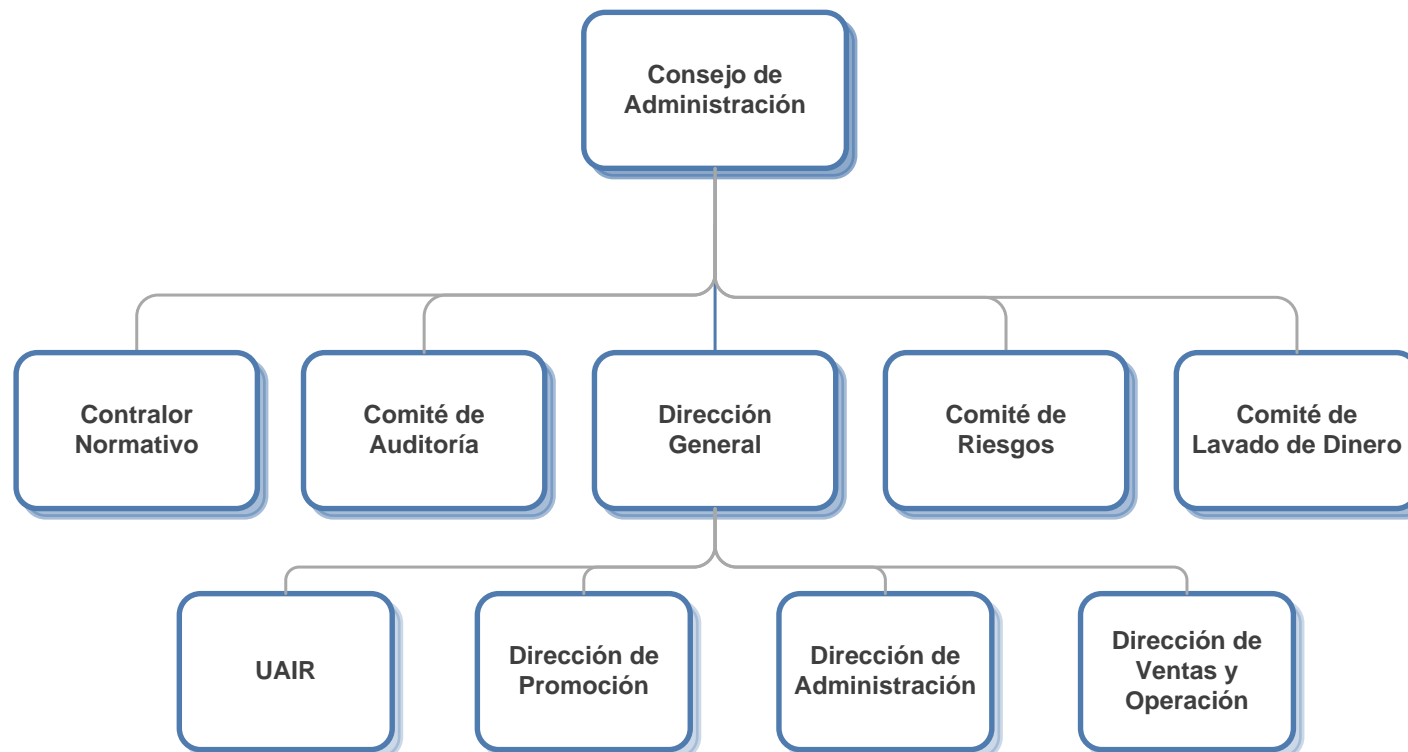 Consejo de
Administración
Contralor
Normativo
Comité de
Auditoría
Dirección
General
Comité de
Riesgos
Comité de
Lavado de Dinero
UAIR
Dirección de
Promoción
Dirección de
Administración
Dirección de
Ventas y
Operación